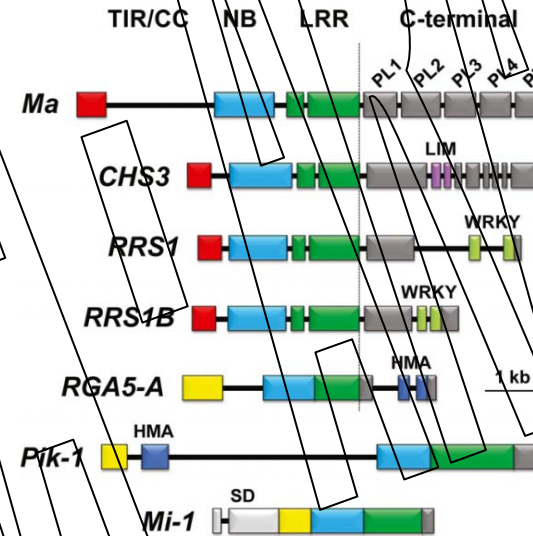 TIR/CC NB LRR C-terminal
PL1 PL2 PL3 PL4
Ma
LIM
CHS3
WRKY
RRS1
WRKY
RRS1B
HMA
RGA5-A
1 kb
HMA
Pik-1
SD
Mi-1